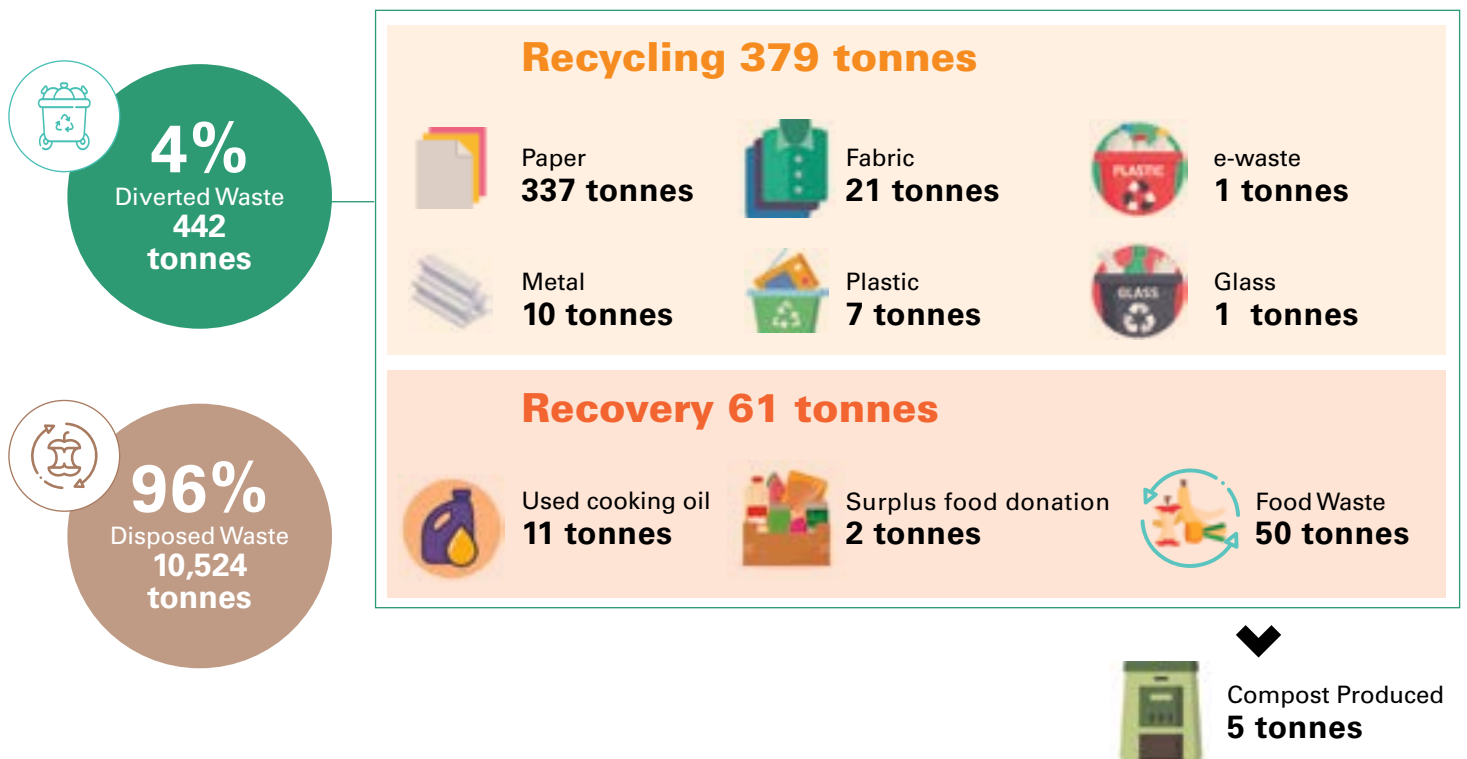 4%
Diverted Waste
442
tonnes
96%
Disposed Waste
10,524
tonnes
Recycling 379 tonnes
Paper
337 tonnes
Fabric
21 tonnes
PLASTIC
e-waste
1 tonnes
Metal
10 tonnes
Plastic
7 tonnes
GLASS
Glass
1 tonnes
Recovery 61 tonnes
Used cooking oil
11 tonnes
Surplus food donation
2 tonnes
Food Waste
50 tonnes
Compost Produced
5 tonnes